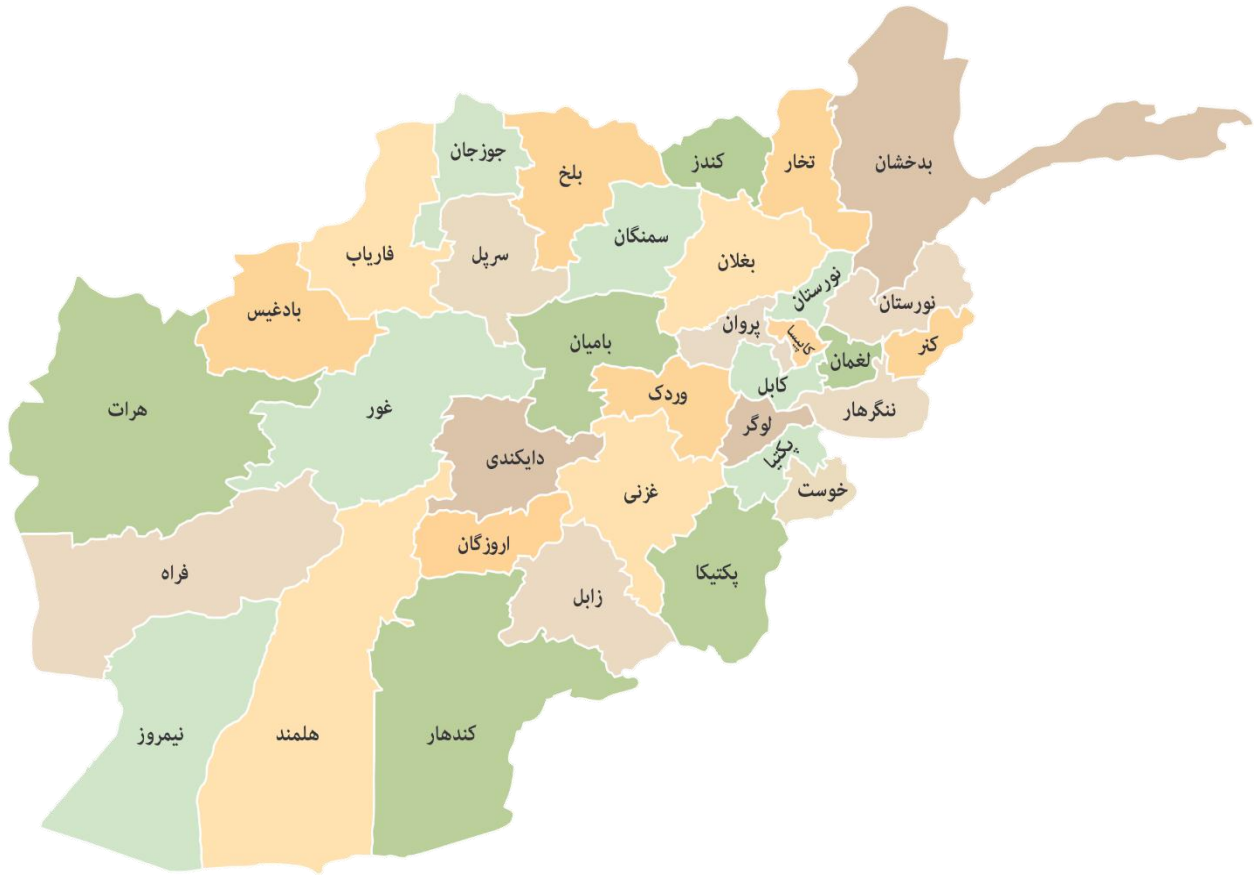 جوزجان
بلخ
کندز
تخار
بدخشان
فاریاب
سرپل
سمنگان
بغلان
نورستان
نورستان
بادغیس
بامیان
پروان
کاپیسا
کنر
لغمان
هرات
غور
وردک
کابل
ننگرهار
دایکندی
لوگر
پکتیا
غزنی
خوست
اروزگان
فراه
زابل
پکتیکا
نیمروز
هلمند
کندهار